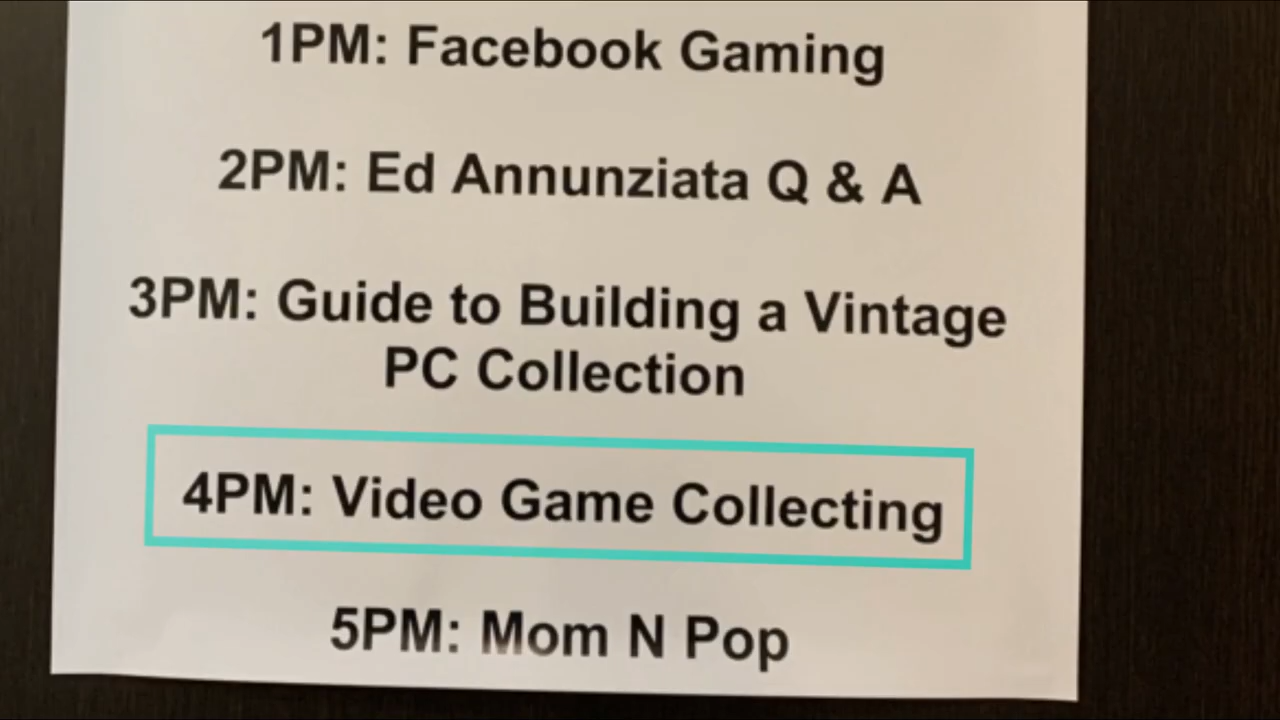 1PM: Facebook Gaming
2PM: Ed Annunziata Q & A
3PM: Guide to Building a Vintage
PC Collection
4PM: Video Game Collecting
5PM: Mom N Pop